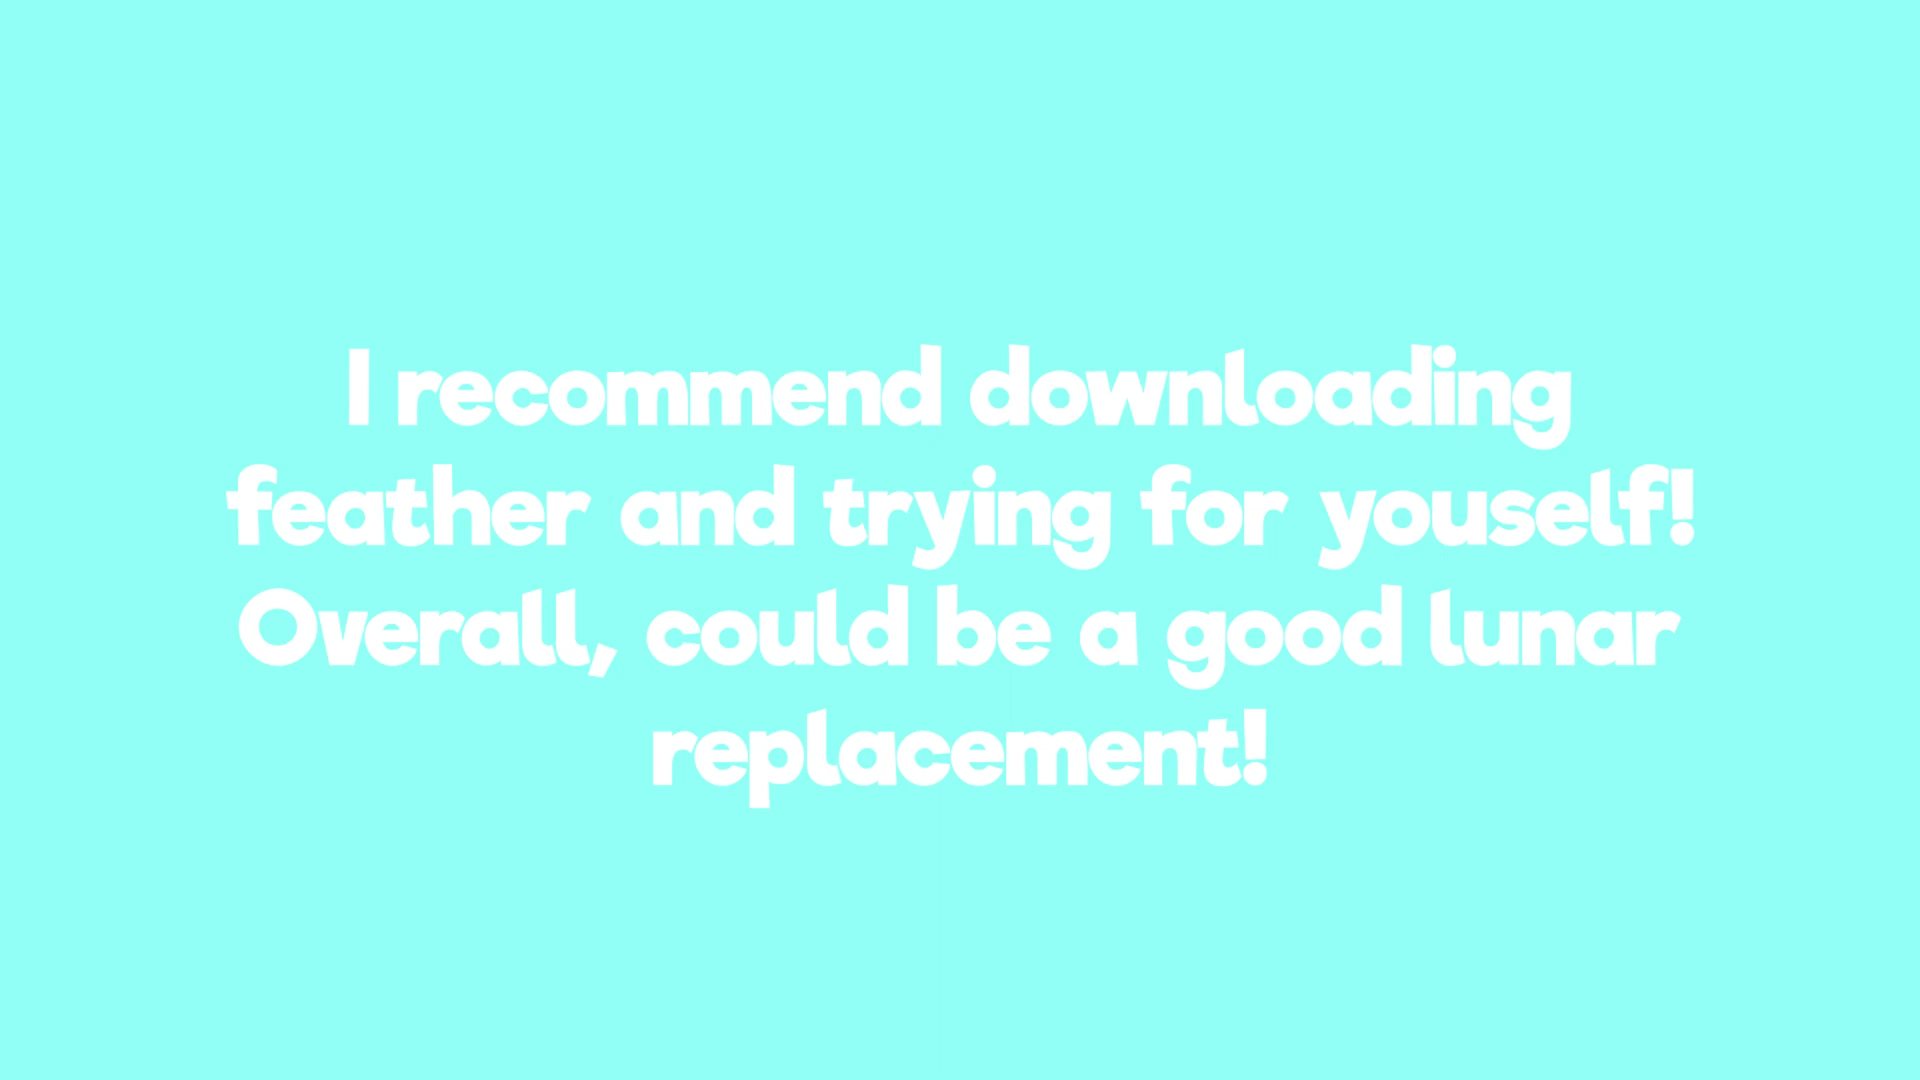 I recommend downloading
feather and trying for youself!
Overall, could be a good lunar
replacement!